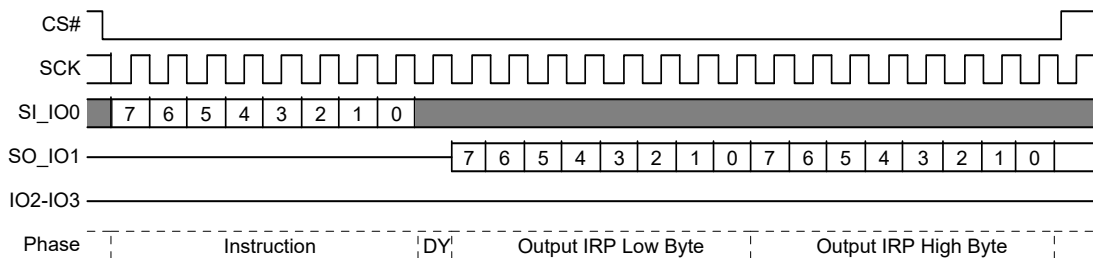 CS#
SCK
SI_IO0 7 6 5 4 3 2 1 0
SO_IO1 7 6 5 4 3 2 1 0 7 6 5 4 3 2 1 0
IO2-IO3
Phase Instruction DY Output IRP Low Byte Output IRP High Byte